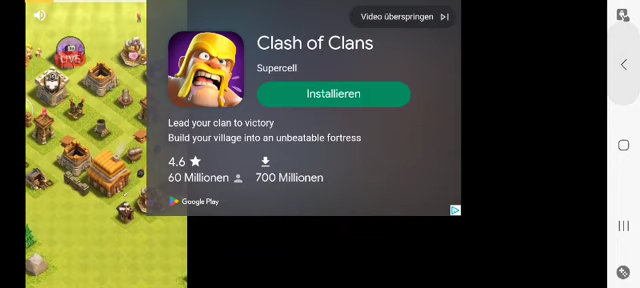 Video überspringen
Clash of Clans
Supercell
Installieren
Lead your clan to victory
Build your village into an unbeatable fortress
4.6
60 Millionen 700 Millionen
Google Play
LIVE